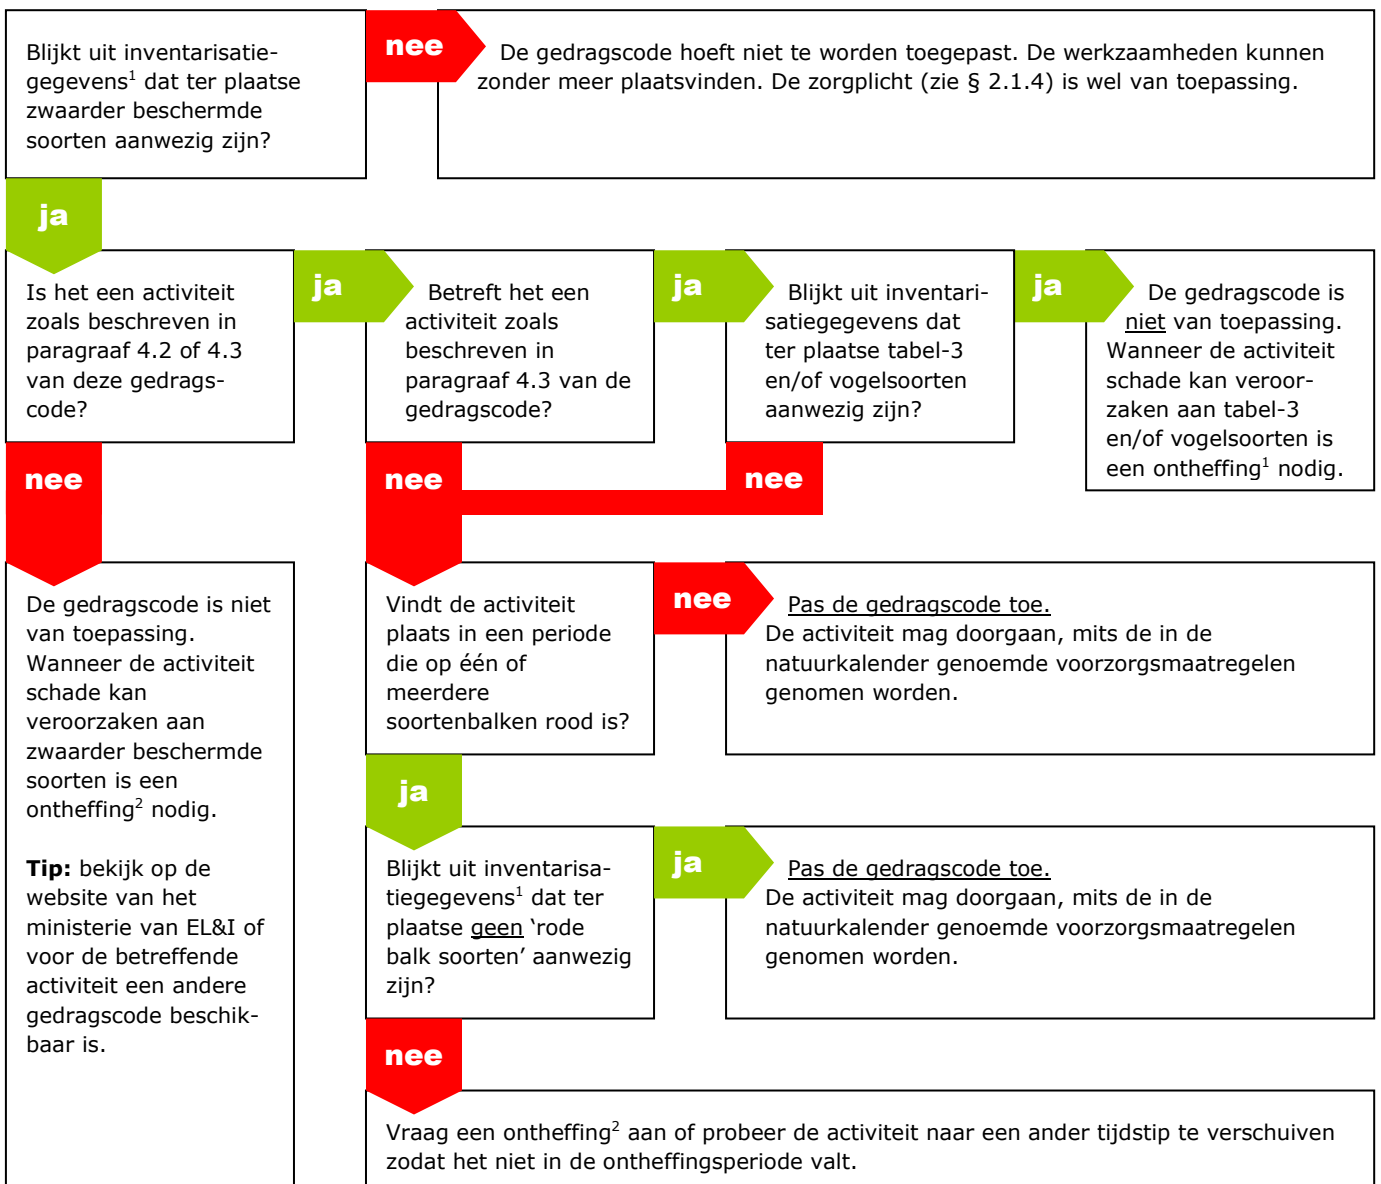 Blijkt uit inventarisatie-
gegevens¹ dat ter plaatse
zwaarder beschermde
soorten aanwezig zijn?
nee
De gedragscode hoeft niet te worden toegepast. De werkzaamheden kunnen
zonder meer plaatsvinden. De zorgplicht (zie § 2.1.4) is wel van toepassing.
ja
Is het een activiteit
zoals beschreven in
paragraaf 4.2 of 4.3
van deze gedrags-
code?
ja
Betreft het een
activiteit zoals
beschreven in
paragraaf 4.3 van de
gedragscode?
ja
Blijkt uit inventari-
satiegegevens dat
ter plaatse tabel-3
en/of vogelsoorten
aanwezig zijn?
ja
De gedragscode is
niet van toepassing.
Wanneer de activiteit
schade kan veroor-
zaken aan tabel-3
en/of vogelsoorten is
een ontheffing¹ nodig.
nee
nee
nee
De gedragscode is niet
van toepassing.
Wanneer de activiteit
schade kan
veroorzaken aan
zwaarder beschermde
soorten is een
ontheffing² nodig.
Tip: bekijk op de
website van het
ministerie van EL&I of
voor de betreffende
activiteit een andere
gedragscode beschik-
baar is.
Vindt de activiteit
plaats in een periode
die op één of
meerdere
soortenbalken rood is?
nee
Pas de gedragscode toe.
De activiteit mag doorgaan, mits de in de
natuurkalender genoemde voorzorgsmaatregelen
genomen worden.
ja
Blijkt uit inventarisa-
tiegegevens¹ dat ter
plaatse geen ‘rode
balk soorten’ aanwezig
zijn?
ja
Pas de gedragscode toe.
De activiteit mag doorgaan, mits de in de
natuurkalender genoemde voorzorgsmaatregelen
genomen worden.
nee
Vraag een ontheffing² aan of probeer de activiteit naar een ander tijdstip te verschuiven
zodat het niet in de ontheffingsperiode valt.